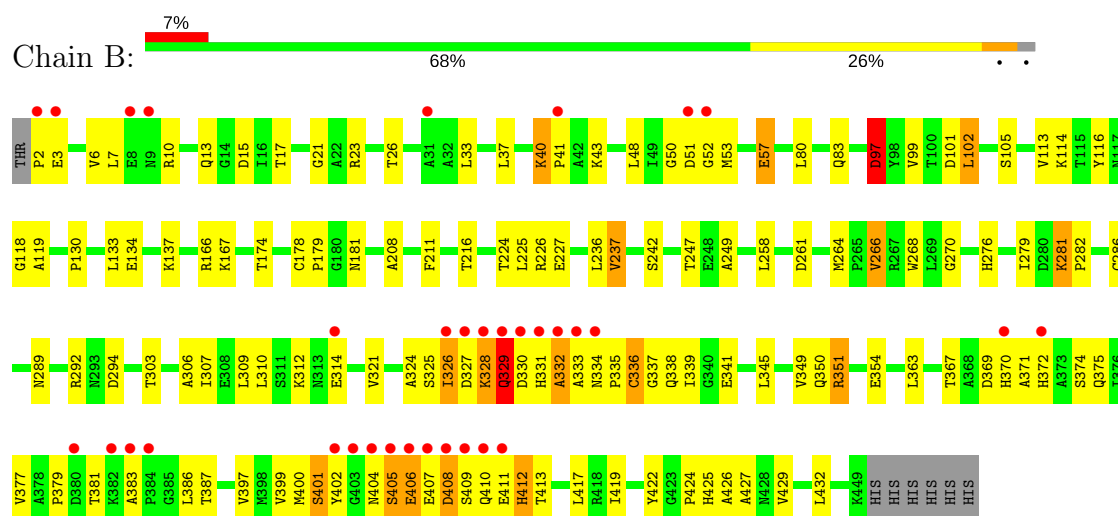 7%
Chain B:
68% 26% • •
THR P2 E3 V6 L7 E8 N9 R10 Q13 G14 D15 I16 T17 G21 A22 R23 T26 A31 A32 L33 L37 K40 P41 A42 K43 L48 I49 G50 D51 G52 M53 E57 L80 Q83 D97 Y98 V99 T100 D101 L102 S105 V113 K114 T115 Y116 N117
G118 A119 P130 L133 E134 K137 R166 K167 T174 C178 P179 G180 N181 A208 F211 T216 T224 L225 R226 E227 L236 V237 S242 T247 E248 A249 L258 D261 M264 P265 V266 R267 W268 L269 G270 H276 I279 D280 K281 P282 C286
N289 R292 N293 D294 T303 A306 I307 E308 L309 L310 S311 K312 N313 E314 V321 A324 S325 I326 D327 K328 Q329 D330 H331 A332 A333 N334 P335 C336 G337 Q338 I339 G340 E341 L345 V349 Q350 R351 E354 L363 T367 A368 D369 H370 A371 H372 A373 S374 Q375 I376
V377 A378 P379 D380 T381 K382 A383 P384 G385 L386 T387 V397 M398 V399 M400 S401 Y402 G403 N404 S405 E406 E407 D408 S409 Q410 E411 H412 T413 L417 R418 I419 Y422 G423 P424 H425 A426 A427 N428 V429 L432 K449 HIS HIS HIS HIS HIS HIS